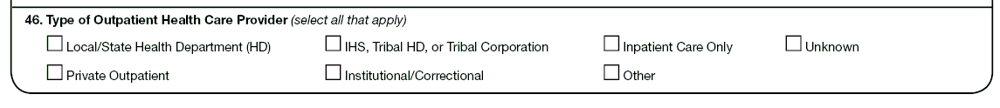 46. Type of Outpatient Health Care Provider (select all that apply)
Local/State Health Department (HD) IHS, Tribal HD, or Tribal Corporation Inpatient Care Only Unknown
Private Outpatient Institutional/Correctional Other